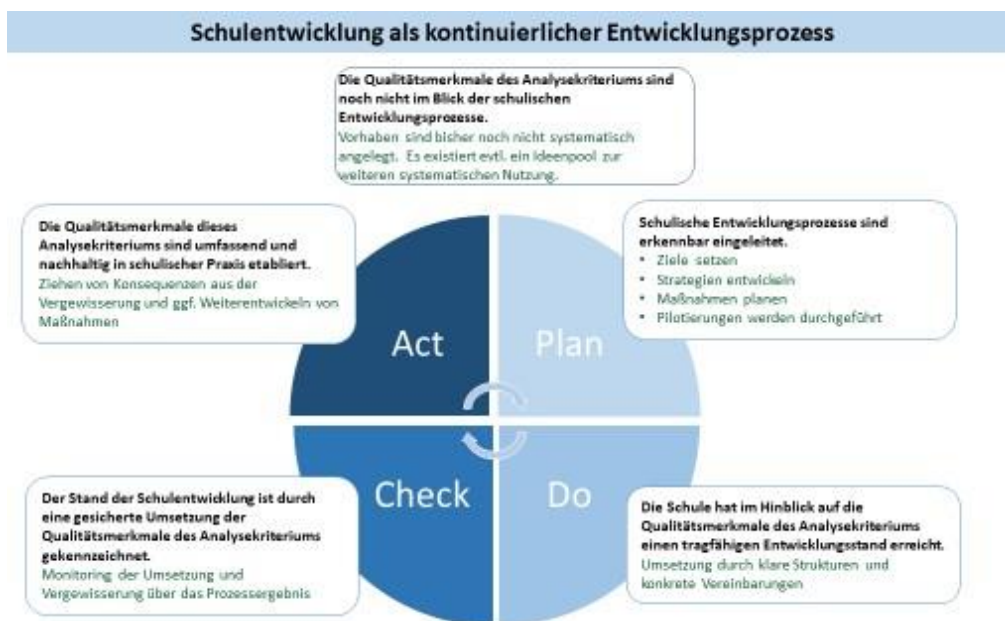 Schulentwicklung als kontinuierlicher Entwicklungsprozess
Die Qualitätsmerkmale des Analysekriteriums sind
noch nicht im Blick der schulischen
Entwicklungsprozesse.
Vorhaben sind bisher noch nicht systematisch
angelegt. Es existiert evtl. ein Ideenpool zur
weiteren systematischen Nutzung.
Die Qualitätsmerkmale dieses
Analysekriteriums sind umfassend und
nachhaltig in schulischer Praxis etabliert.
Ziehen von Konsequenzen aus der
Vergewisserung und ggf. Weiterentwickeln von
Maßnahmen
Schulische Entwicklungsprozesse sind
erkennbar eingeleitet.
• Ziele setzen
• Strategien entwickeln
• Maßnahmen planen
• Pilotierungen werden durchgeführt
Act
Plan
Check
Do
Der Stand der Schulentwicklung ist durch
eine gesicherte Umsetzung der
Qualitätsmerkmale des Analysekriteriums
gekennzeichnet.
Monitoring der Umsetzung und
Vergewisserung über das Prozessergebnis
Die Schule hat im Hinblick auf die
Qualitätsmerkmale des Analysekriteriums
einen tragfähigen Entwicklungsstand erreicht.
Umsetzung durch klare Strukturen und
konkrete Vereinbarungen